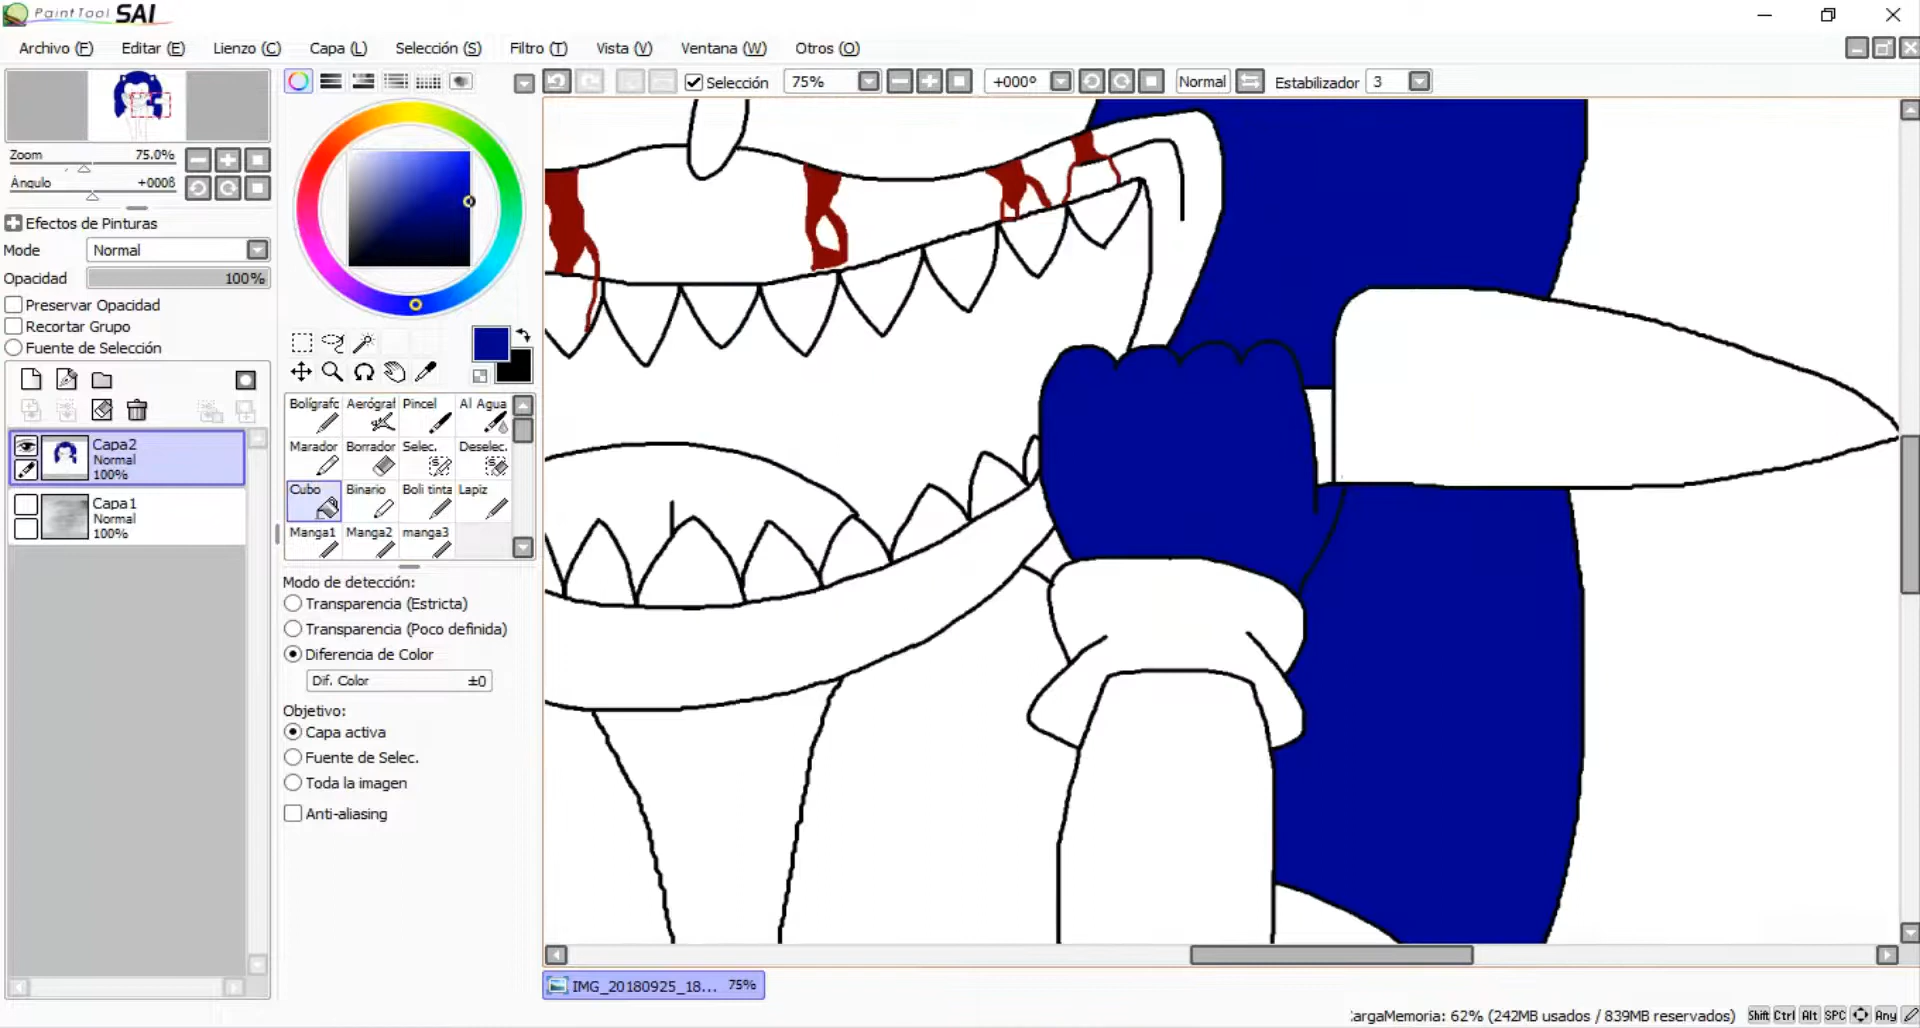 PaintTool SAI
Archivo (F) Editar (E) Lienzo (C) Capa (L) Selección (S) Filtro (T) Vista (V) Ventana (W) Otros (O)
Selección 75% +000º Normal Estabilizador 3
Zoom 75.0%
Ángulo +000ß
Efectos de Pinturas
Mode Normal
Opacidad 100%
Preservar Opacidad
Recortar Grupo
Fuente de Selección
Capa2
Normal
100%
Capa1
Normal
100%
Bolígrafc Aerógraf Pincel Al Agua
Marador Borrador Selec. Deselec.
Cubo Binario Boli tinta Lapiz
Manga1 Manga2 manga3
Modo de detección:
Transparencia (Estricta)
Transparencia (Poco definida)
Diferencia de Color
Dif. Color ±0
Objetivo:
Capa activa
Fuente de Selec.
Toda la imagen
Anti-aliasing
IMG_20180925_18... 75%
argaMemoria: 62% (242MB usados / 839MB reservados) Shift Ctrl Alt SPC Any